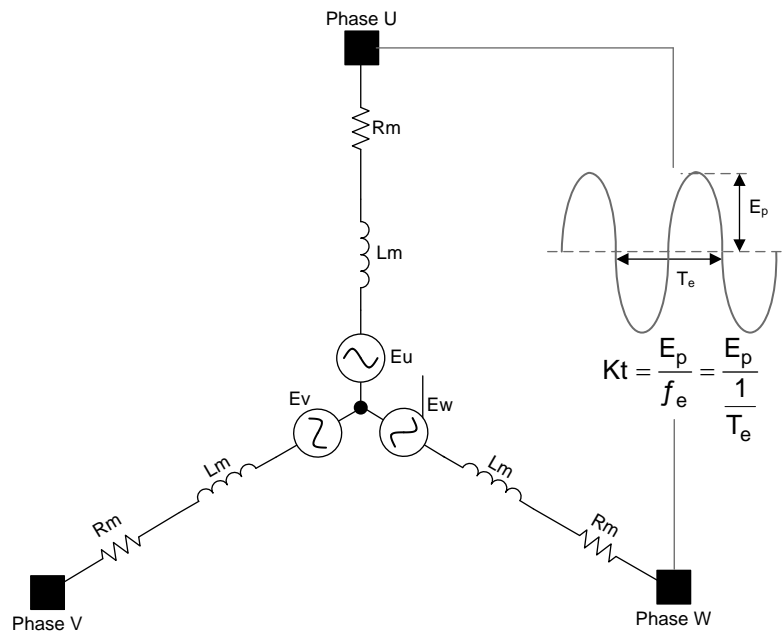 Phase U
Rm
Lm
Eu
Ev
Ew
Lm
Rm
Phase V
Lm
Rm
Phase W
Ep
Te
Kt = Ep / fe = Ep / (1 / Te)